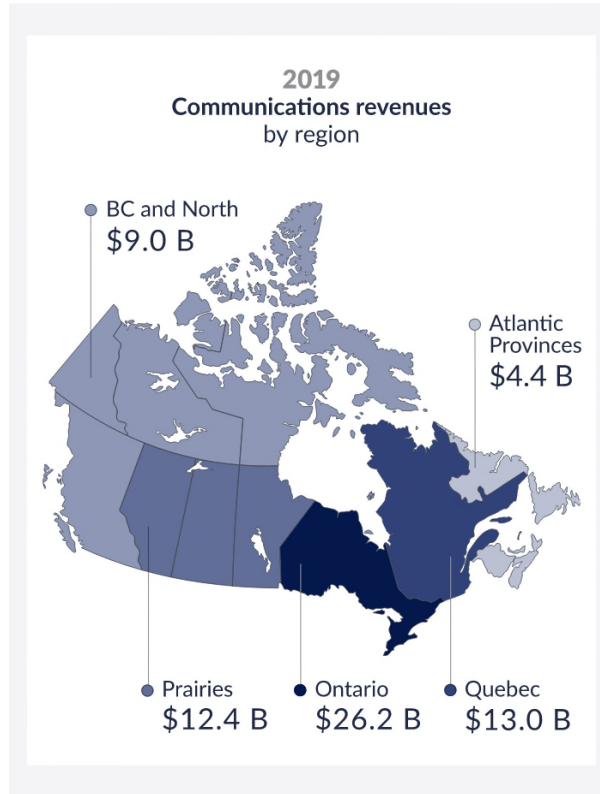 2019
Communications revenues
by region
BC and North
$9.0 B
Atlantic
Provinces
$4.4 B
Prairies
$12.4 B
Ontario
$26.2 B
Quebec
$13.0 B